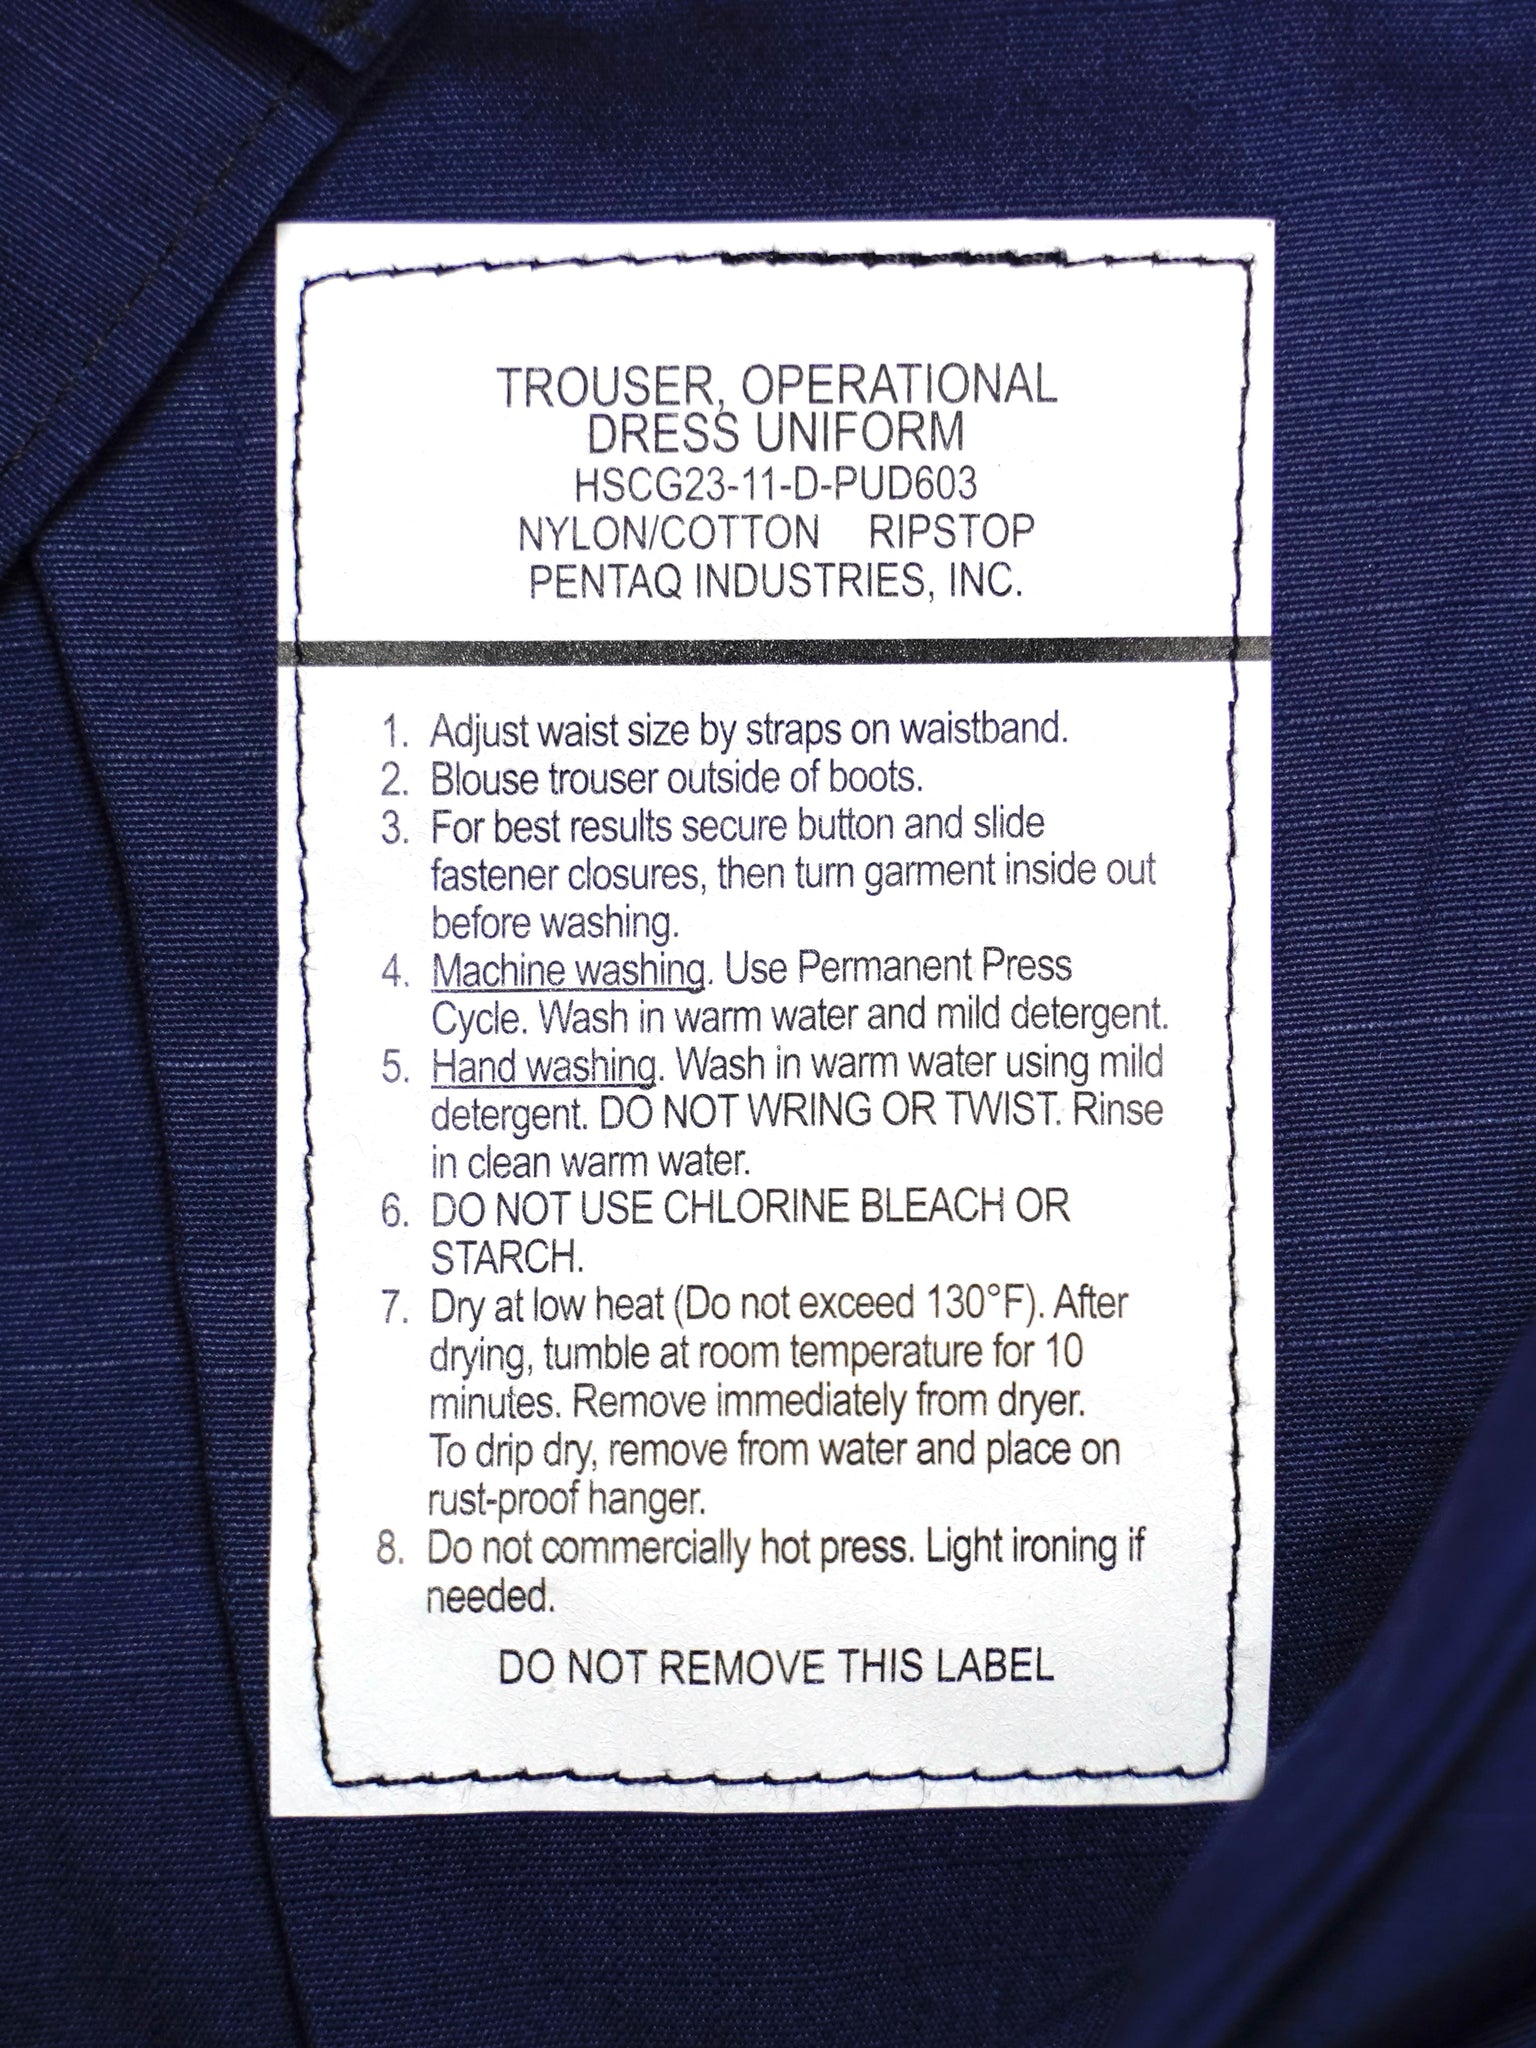 TROUSER, OPERATIONAL
DRESS UNIFORM
HSCG23-11-D-PUD603
NYLON/COTTON RIPSTOP
PENTAQ INDUSTRIES, INC.
1. Adjust waist size by straps on waistband.
2. Blouse trouser outside of boots.
3. For best results secure button and slide
fastener closures, then turn garment inside out
before washing.
4. Machine washing. Use Permanent Press
Cycle. Wash in warm water and mild detergent.
5. Hand washing. Wash in warm water using mild
detergent. DO NOT WRING OR TWIST. Rinse
in clean warm water.
6. DO NOT USE CHLORINE BLEACH OR
STARCH.
7. Dry at low heat (Do not exceed 130°F). After
drying, tumble at room temperature for 10
minutes. Remove immediately from dryer.
To drip dry, remove from water and place on
rust-proof hanger.
8. Do not commercially hot press. Light ironing if
needed.
DO NOT REMOVE THIS LABEL